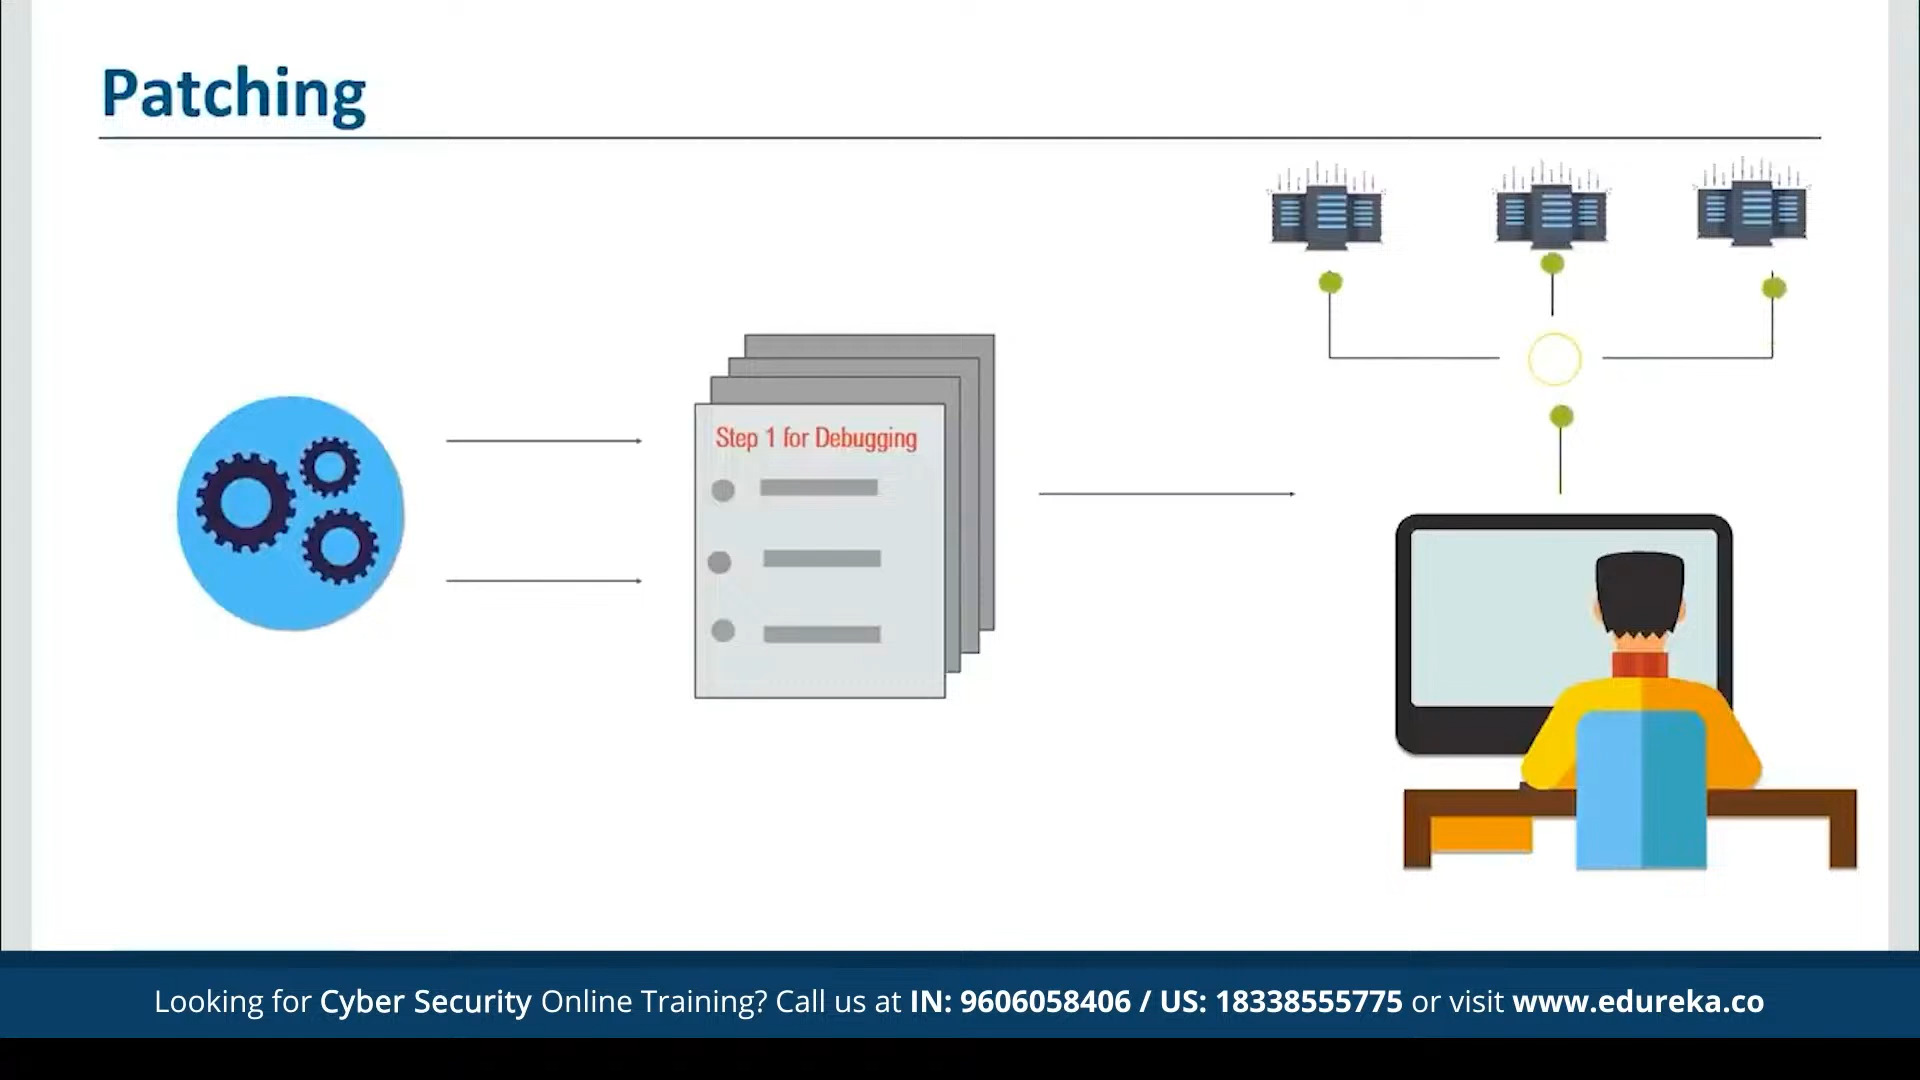 Patching
Step 1 for Debugging
Looking for Cyber Security Online Training? Call us at IN: 9606058406 / US: 18338555775 or visit www.edureka.co